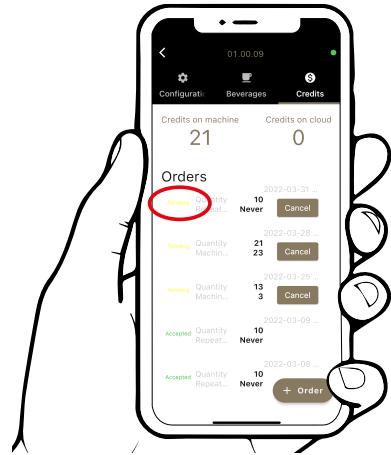 01.00.09
Configuratio Beverages Credits
Credits on machine Credits on cloud
21 0
Orders
2022-03-31 ...
Pending Quantity 10
Repeat... Never Cancel
2022-03-28 ...
Pending Quantity 21
Machin... 23 Cancel
2022-03-25 ...
Pending Quantity 13
Machin... 3 Cancel
2022-03-09 ...
Accepted Quantity 10
Repeat... Never
2022-03-08 ...
Accepted Quantity 10
Repeat... Never
+ Order